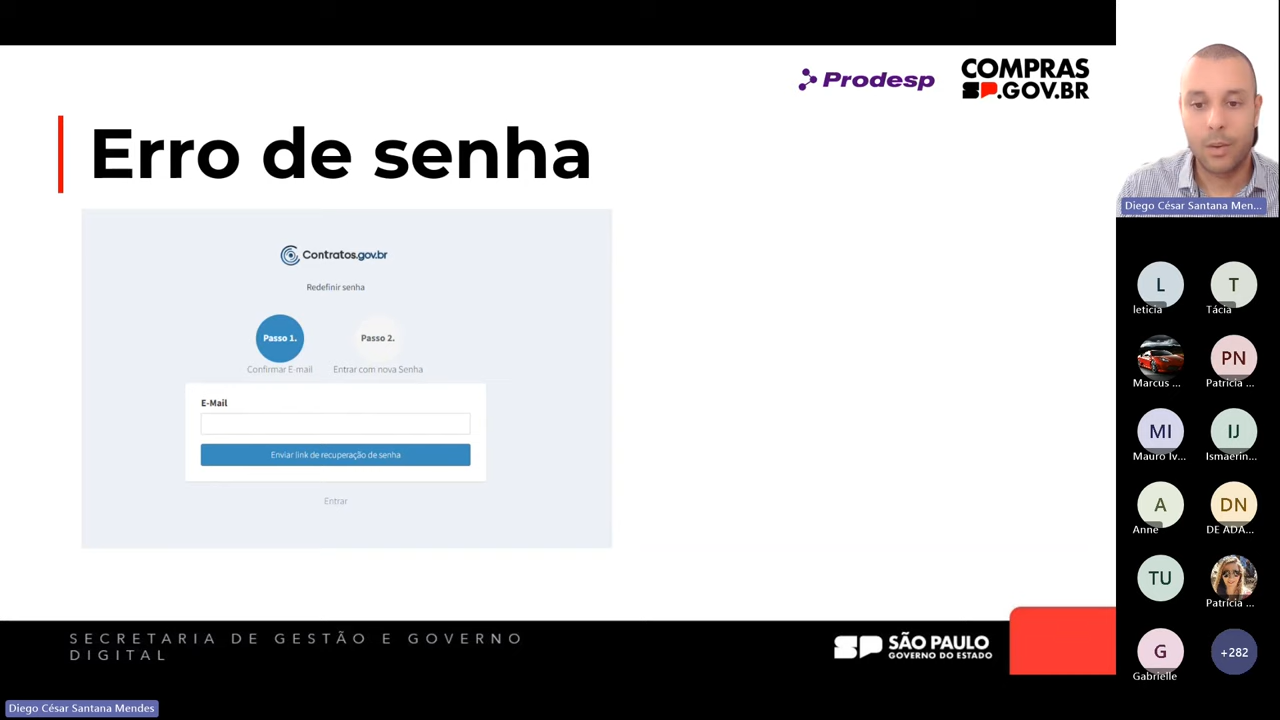 Prodesp
COMPRAS
SP.GOV.BR
Erro de senha
Contratos.gov.br
Redefinir senha
Passo 1.
Passo 2.
Confirmar E-mail
Entrar com nova Senha
E-Mail
Enviar link de recuperação de senha
Entrar
SECRETARIA DE GESTÃO E GOVERNO
DIGITAL
SP SÃO PAULO
GOVERNO DO ESTADO
Diego César Santana Men...
L
T
leticia
Tácia
PN
Marcus ...
Patrícia ...
MI
IJ
Mauro Iv...
Ismaerin...
A
DN
Anne
DE ADA...
TU
Patrícia ...
G
+282
Gabrielle
Diego César Santana Mendes